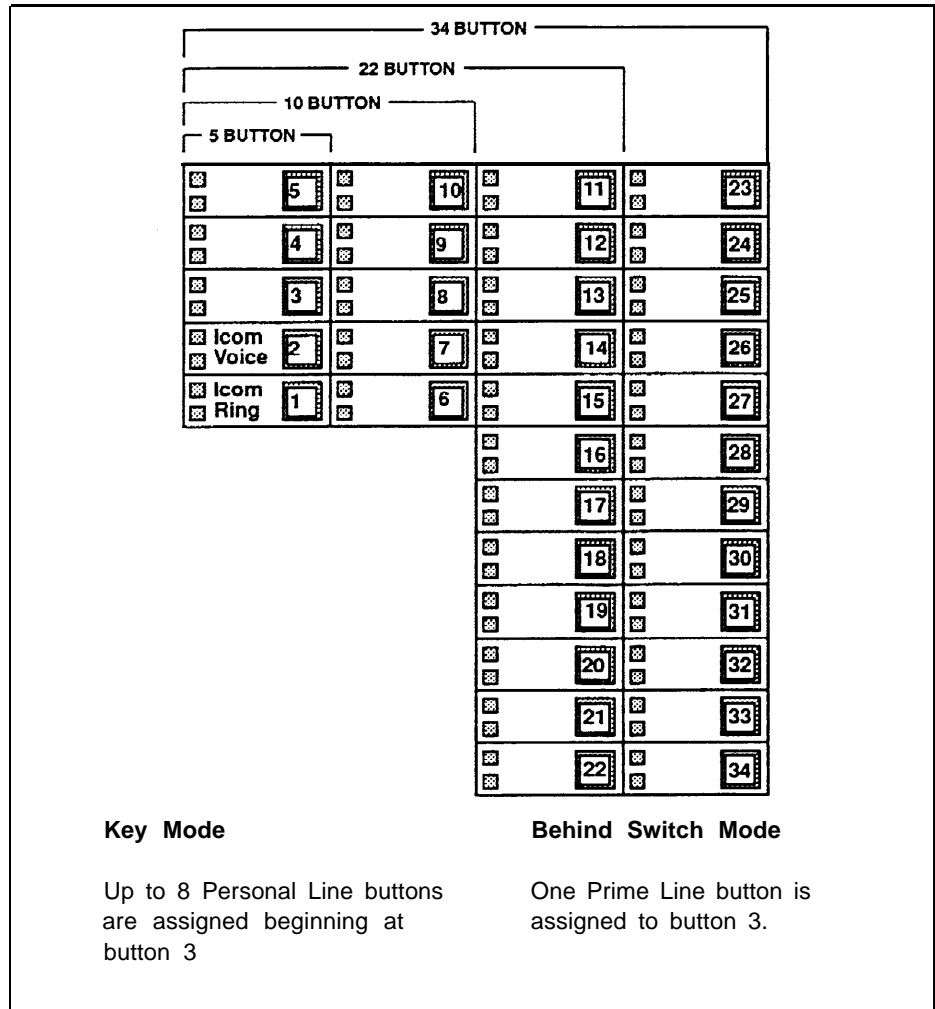 34 BUTTON
22 BUTTON
10 BUTTON
5 BUTTON
5 10 11 23
4 9 12 24
3 8 13 25
Icom
Voice 2 7 14 26
Icom
Ring 1 6 15 27
16 28
17 29
18 30
19 31
20 32
21 33
22 34
Key Mode
Up to 8 Personal Line buttons
are assigned beginning at
button 3
Behind Switch Mode
One Prime Line button is
assigned to button 3.